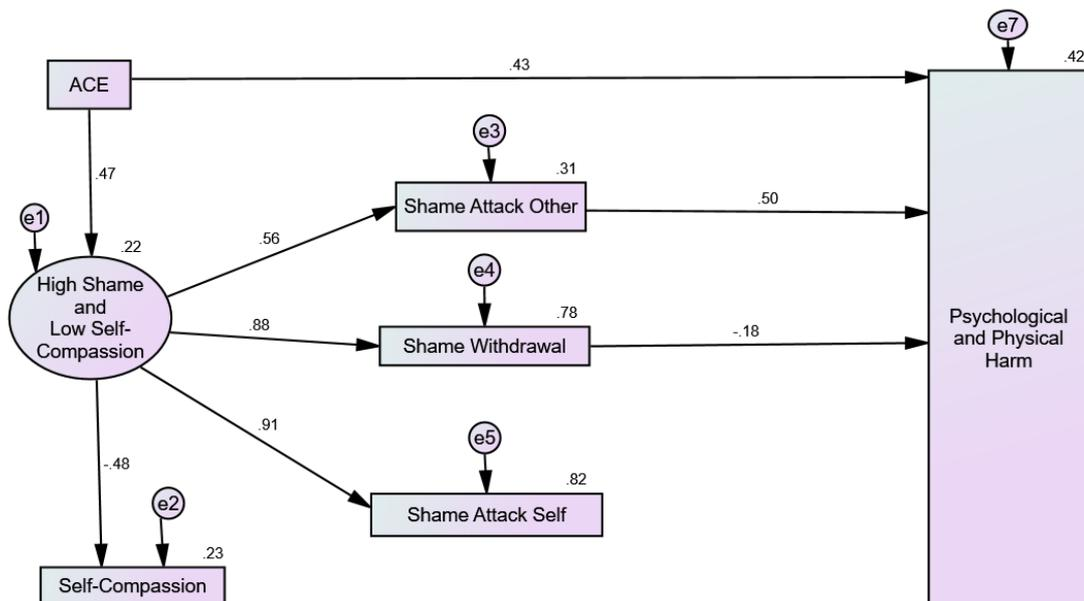 e7
.42
.43
ACE
e3
.47
.31
Shame Attack Other
.50
e1
.56
.22
e4
High Shame
and
Low Self-
Compassion
.78
.88
Shame Withdrawal
-.18
Psychological
and Physical
Harm
.91
e5
-.48
.82
e2
Shame Attack Self
.23
Self-Compassion